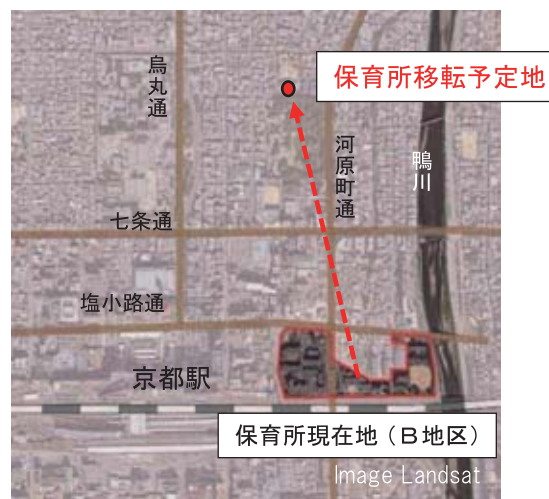 烏丸通
保育所移転予定地
河原町通
鴨川
七条通
塩小路通
京都駅
保育所現在地（Ｂ地区）
Image Landsat